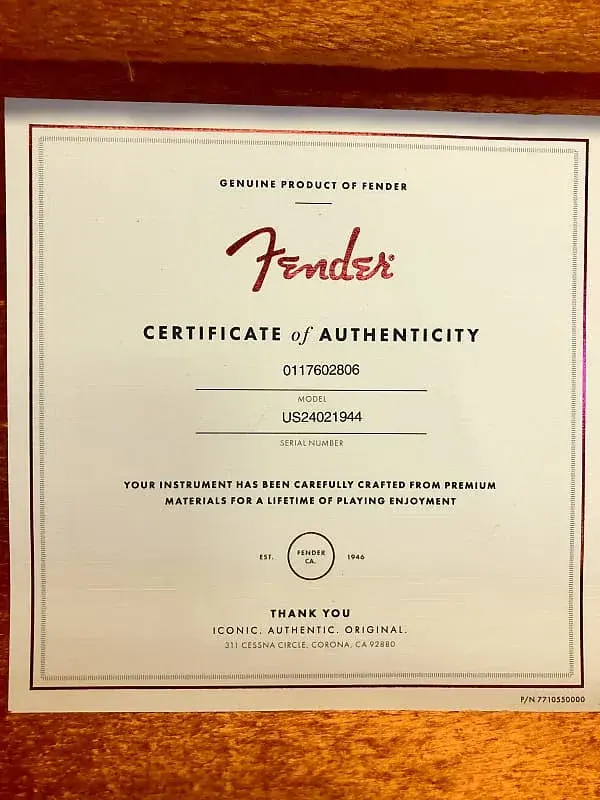 GENUINE PRODUCT OF FENDER
Fender
CERTIFICATE of AUTHENTICITY
0117602806
MODEL
US24021944
SERIAL NUMBER
YOUR INSTRUMENT HAS BEEN CAREFULLY CRAFTED FROM PREMIUM
MATERIALS FOR A LIFETIME OF PLAYING ENJOYMENT
EST. FENDER CA. 1946
THANK YOU
ICONIC. AUTHENTIC. ORIGINAL.
311 CESSNA CIRCLE, CORONA, CA 92880
P/N 7710550000